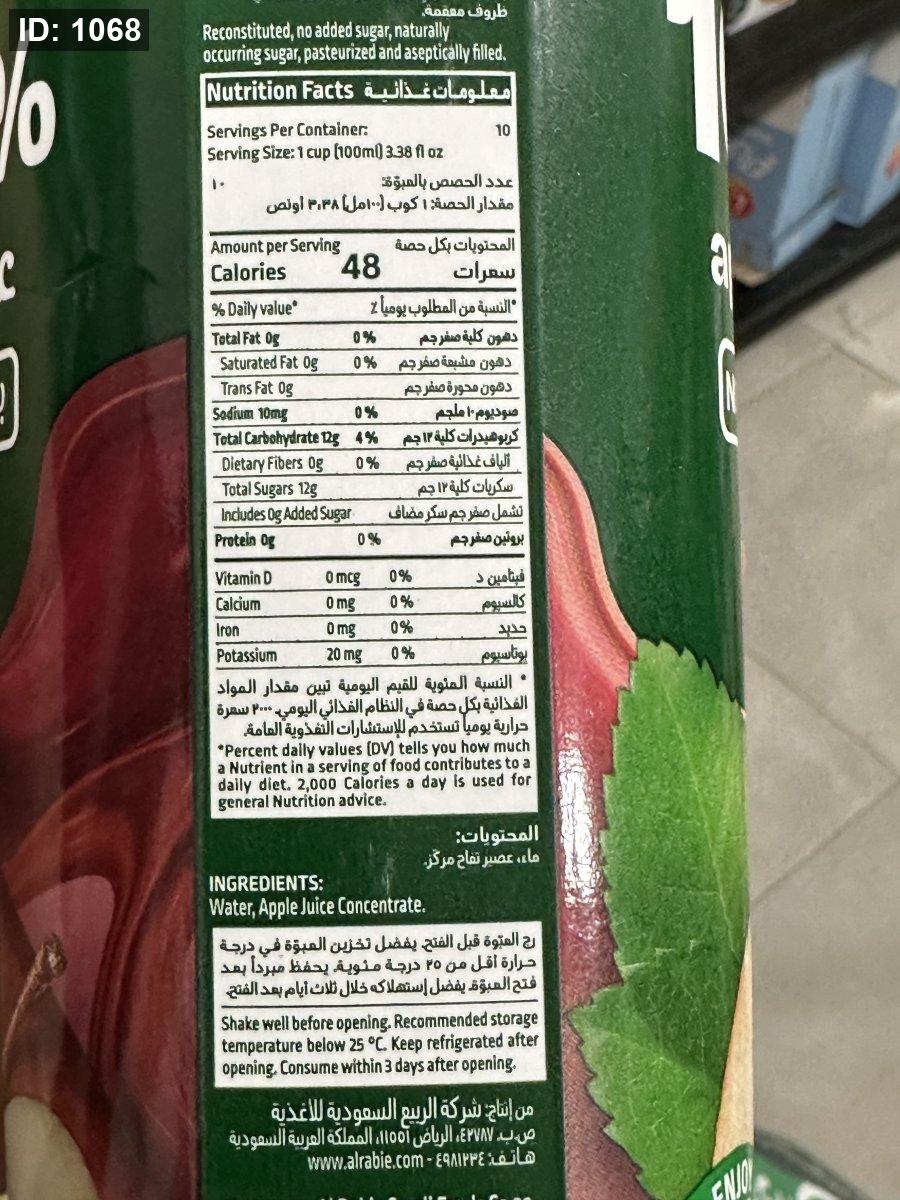 ID: 1068
ظروف معقمة.
Reconstituted, no added sugar, naturally
occurring sugar, pasteurized and aseptically filled.
%
Nutrition Facts معلومات غذائية
Servings Per Container: 10
Serving Size: 1 cup (100ml) 3.38 fl oz
عدد الحصص بالعبوّة: ١٠
مقدار الحصة: ١ كوب (١٠٠مل) ٣،٣٨ أونص
Amount per Serving المحتويات بكل حصة
Calories 48 سعرات
% Daily value* *النسبة من المطلوب يومياً ٪
Total Fat 0g 0% دهون كلية صفر جم
Saturated Fat 0g 0% دهون مشبعة صفر جم
Trans Fat 0g دهون محورة صفر جم
Sodium 10mg 0% صوديوم ١٠ ملجم
Total Carbohydrate 12g 4% كربوهيدرات كلية ١٢ جم
Dietary Fibers 0g 0% ألياف غذائية صفر جم
Total Sugars 12g سكريات كلية ١٢ جم
Includes 0g Added Sugar تشمل صفر جم سكر مضاف
Protein 0g 0% بروتين صفر جم
Vitamin D 0 mcg 0% فيتامين د
Calcium 0 mg 0% كالسيوم
Iron 0 mg 0% حديد
Potassium 20 mg 0% بوتاسيوم
* النسبة المئوية للقيم اليومية تبين مقدار المواد
الغذائية بكل حصة في النظام الغذائي اليومي. ٢٠٠٠ سعرة
حرارية يومياً تستخدم للإستشارات التغذوية العامة.
*Percent daily values (DV) tells you how much
a Nutrient in a serving of food contributes to a
daily diet. 2,000 Calories a day is used for
general Nutrition advice.
المحتويات:
ماء، عصير تفاح مركّز.
INGREDIENTS:
Water, Apple Juice Concentrate.
رج العبّوة قبل الفتح. يفضل تخزين العبوّة في درجة
حرارة أقل من ٢٥ درجة مئوية. يحفظ مبرداً بعد
فتح العبوّة. يفضل إستهلاكه خلال ثلاث أيام بعد الفتح.
Shake well before opening. Recommended storage
temperature below 25 °C. Keep refrigerated after
opening. Consume within 3 days after opening.
من إنتاج: شركة الربيع السعودية للأغذية
هاتف: ٤٩٨١٢٣٤ - www.alrabie.com
ENJOY